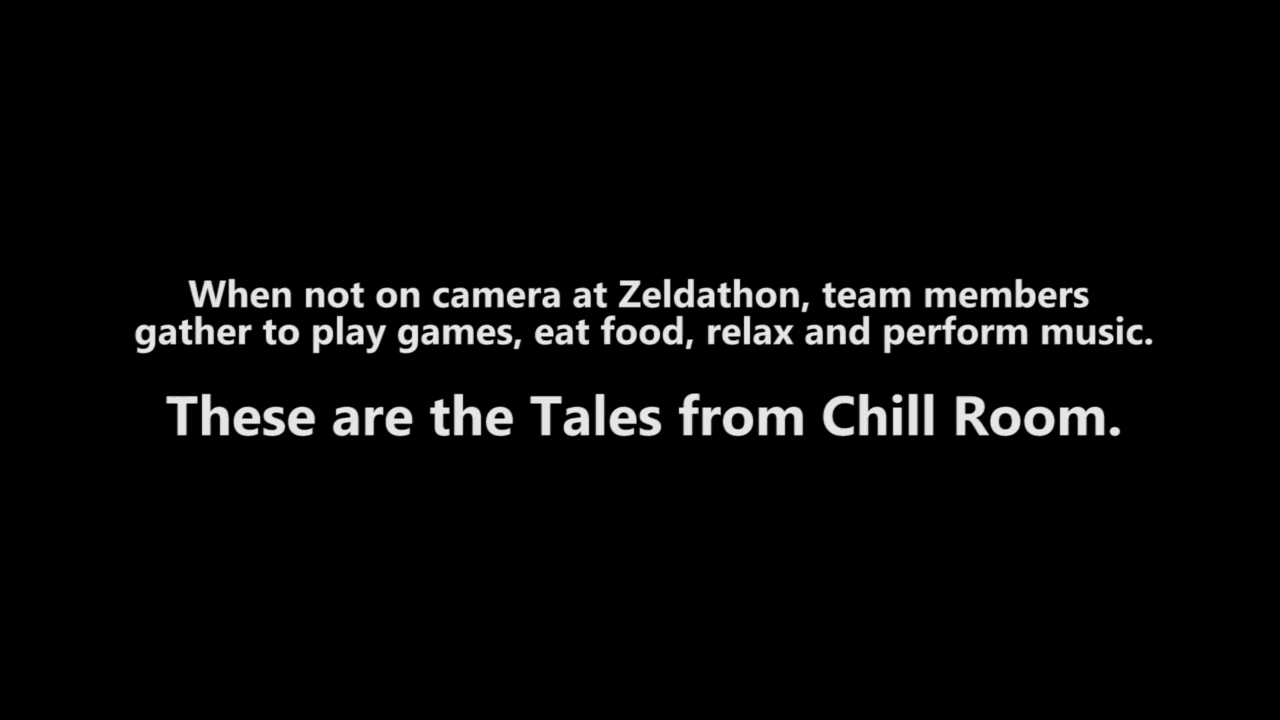 When not on camera at Zeldathon, team members
gather to play games, eat food, relax and perform music.
These are the Tales from Chill Room.